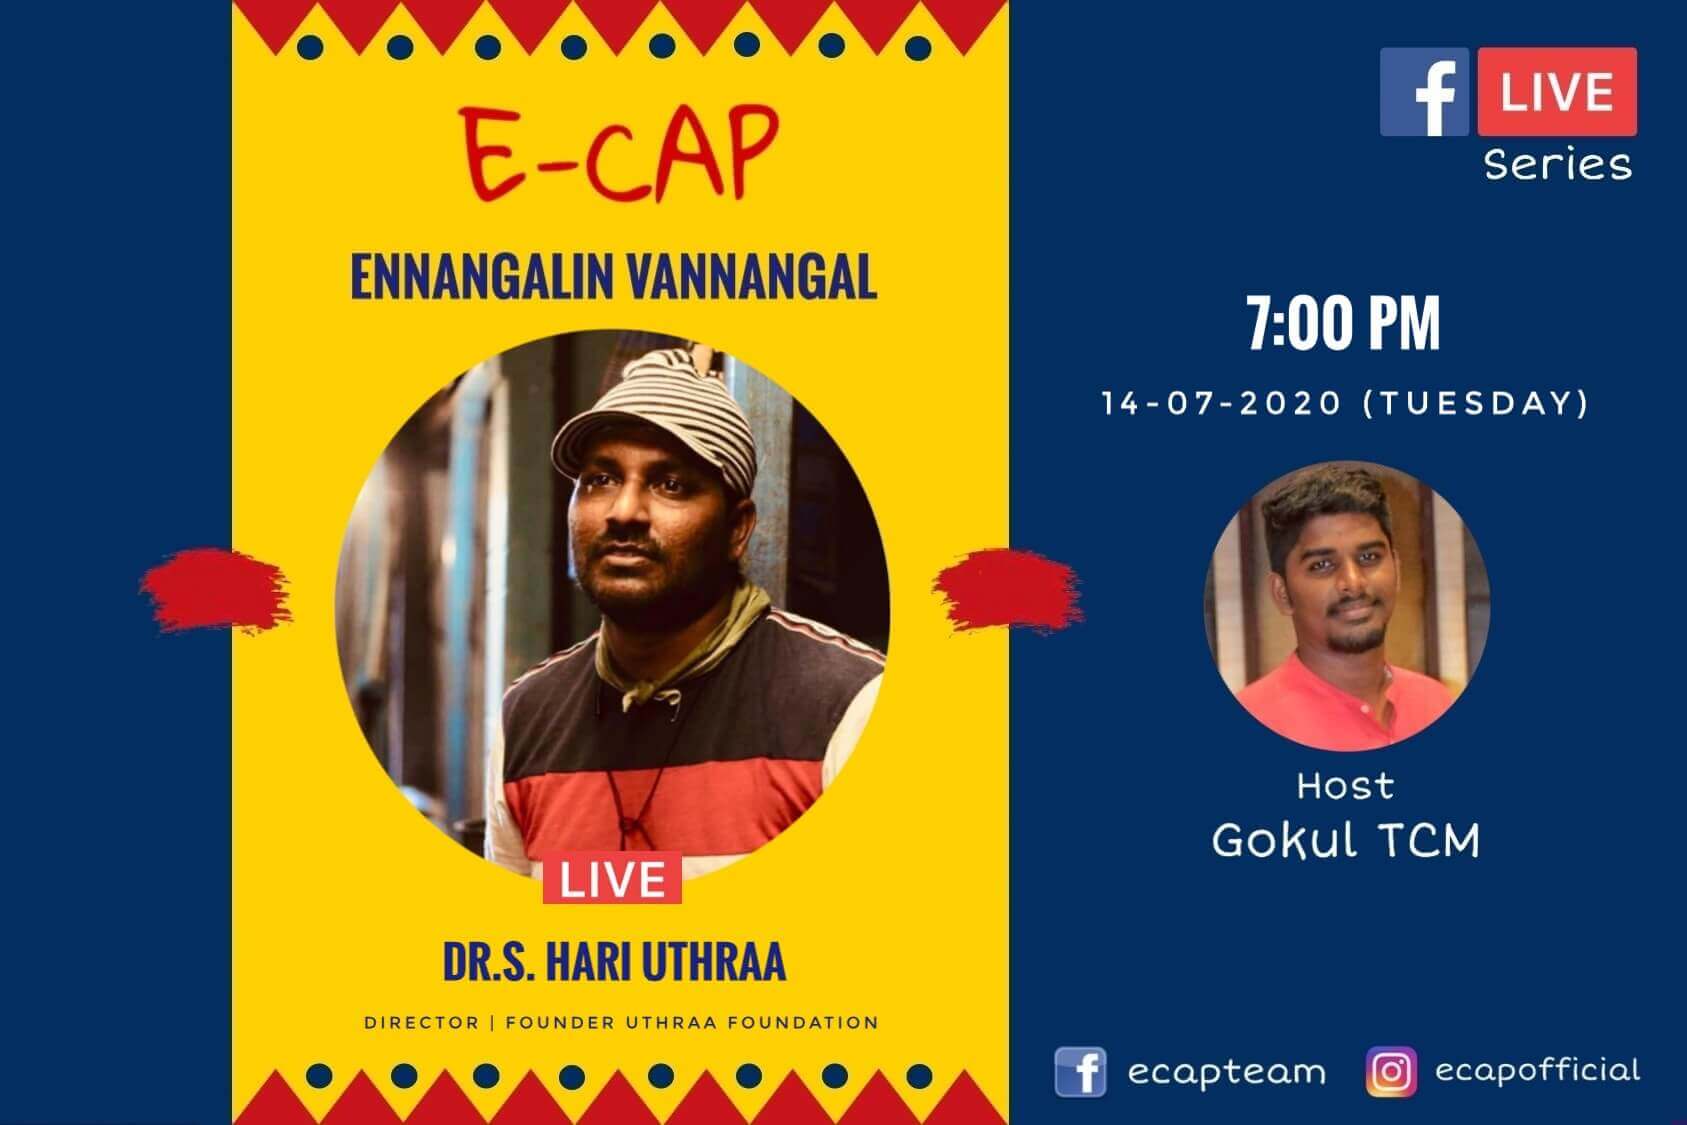 E-CAP
ENNANGALIN VANNANGAL
LIVE
DR.S. HARI UTHRAA
DIRECTOR | FOUNDER UTHRAA FOUNDATION
f LIVE
Series
7:00 PM
14-07-2020 (TUESDAY)
Host
Gokul TCM
f ecapteam ecapofficial